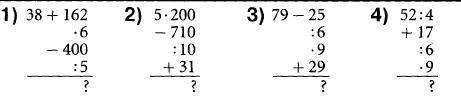 1) 38 + 162 2) 5·200 3) 79 – 25 4) 52:4
·6 – 710 :6 + 17
– 400 :10 ·9 :6
:5 + 31 + 29 ·9
? ? ? ?